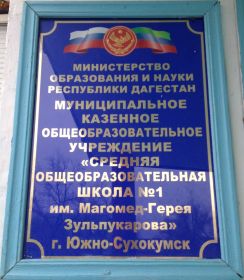 МИНИСТЕРСТВО
ОБРАЗОВАНИЯ И НАУКИ
РЕСПУБЛИКИ ДАГЕСТАН
МУНИЦИПАЛЬНОЕ
КАЗЕННОЕ
ОБЩЕОБРАЗОВАТЕЛЬНОЕ
УЧРЕЖДЕНИЕ
«СРЕДНЯЯ
ОБЩЕОБРАЗОВАТЕЛЬНАЯ
ШКОЛА №1
им. Магомед-Герея
Зульпукарова»
г. Южно-Сухокумск